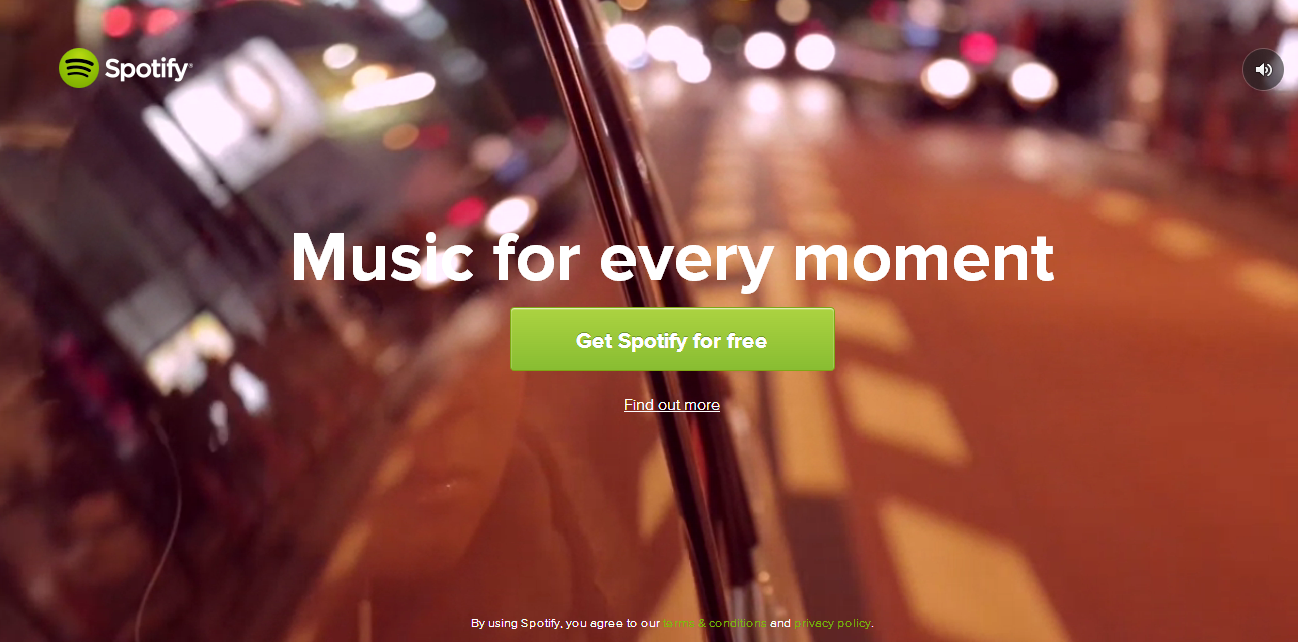 Spotify®
Music for every moment
Get Spotify for free
Find out more
By using Spotify, you agree to our terms & conditions and privacy policy.